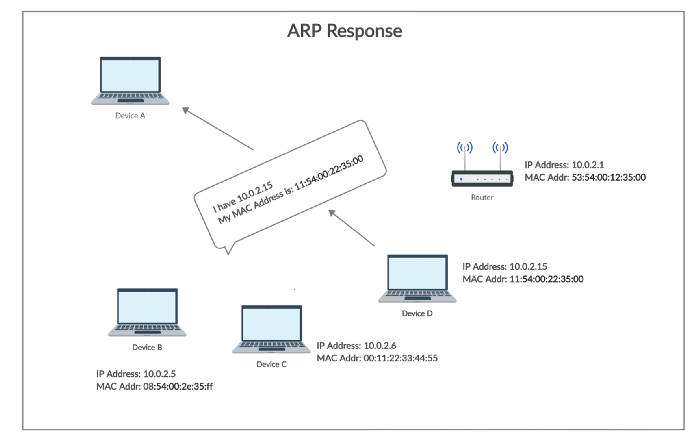 ARP Response
Device A
I have 10.0.2.15
My MAC Address is: 11:54:00:22:35:00
IP Address: 10.0.2.1
MAC Addr: 53:54:00:12:35:00
Router
IP Address: 10.0.2.15
MAC Addr: 11:54:00:22:35:00
Device D
Device B
IP Address: 10.0.2.6
MAC Addr: 00:11:22:33:44:55
Device C
IP Address: 10.0.2.5
MAC Addr: 08:54:00:2e:35:ff